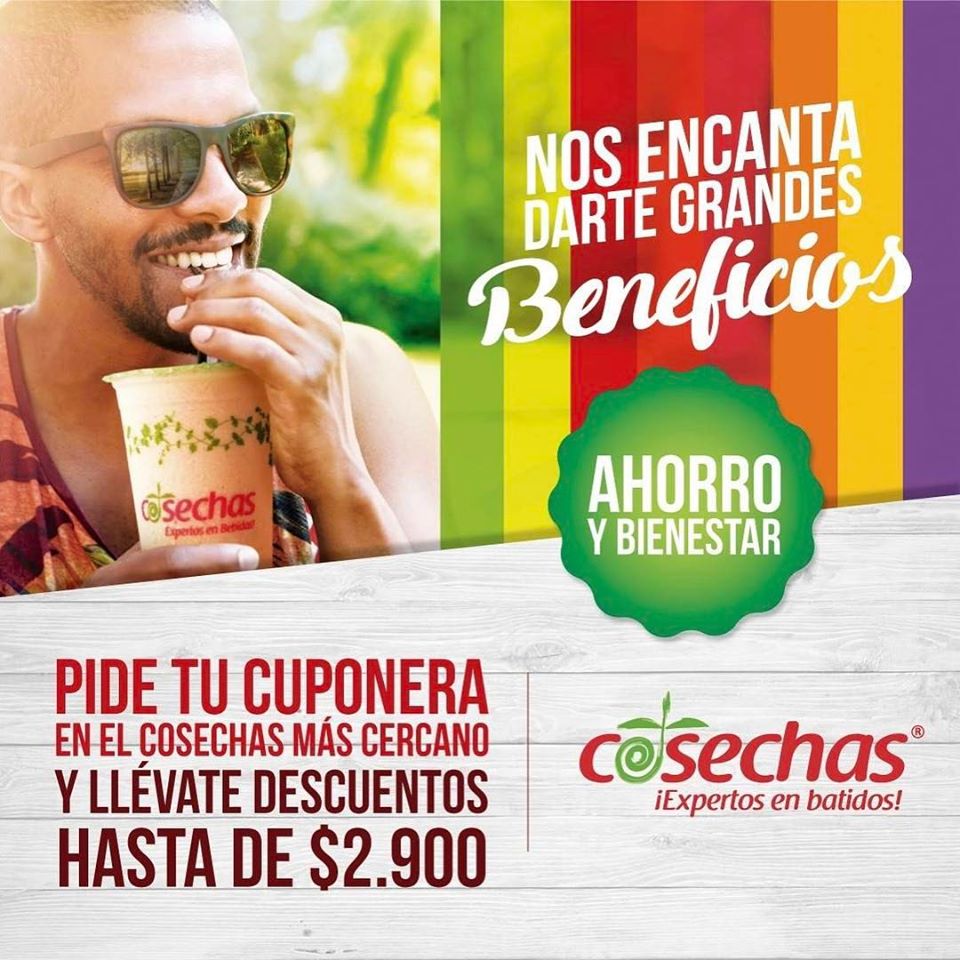 NOS ENCANTA
DARTE GRANDES
Beneficios
AHORRO
Y BIENESTAR
cosechas
Expertos en Bebidas!
PIDE TU CUPONERA
EN EL COSECHAS MÁS CERCANO
Y LLÉVATE DESCUENTOS
HASTA DE $2.900
cosechas®
¡Expertos en batidos!